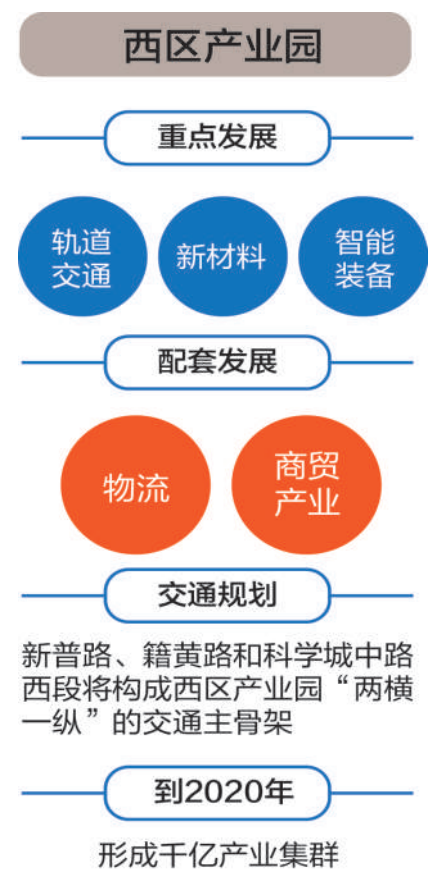 西区产业园
重点发展
轨道
交通
新材料
智能
装备
配套发展
物流
商贸
产业
交通规划
新普路、籍黄路和科学城中路
西段将构成西区产业园“两横
一纵”的交通主骨架
到2020年
形成千亿产业集群